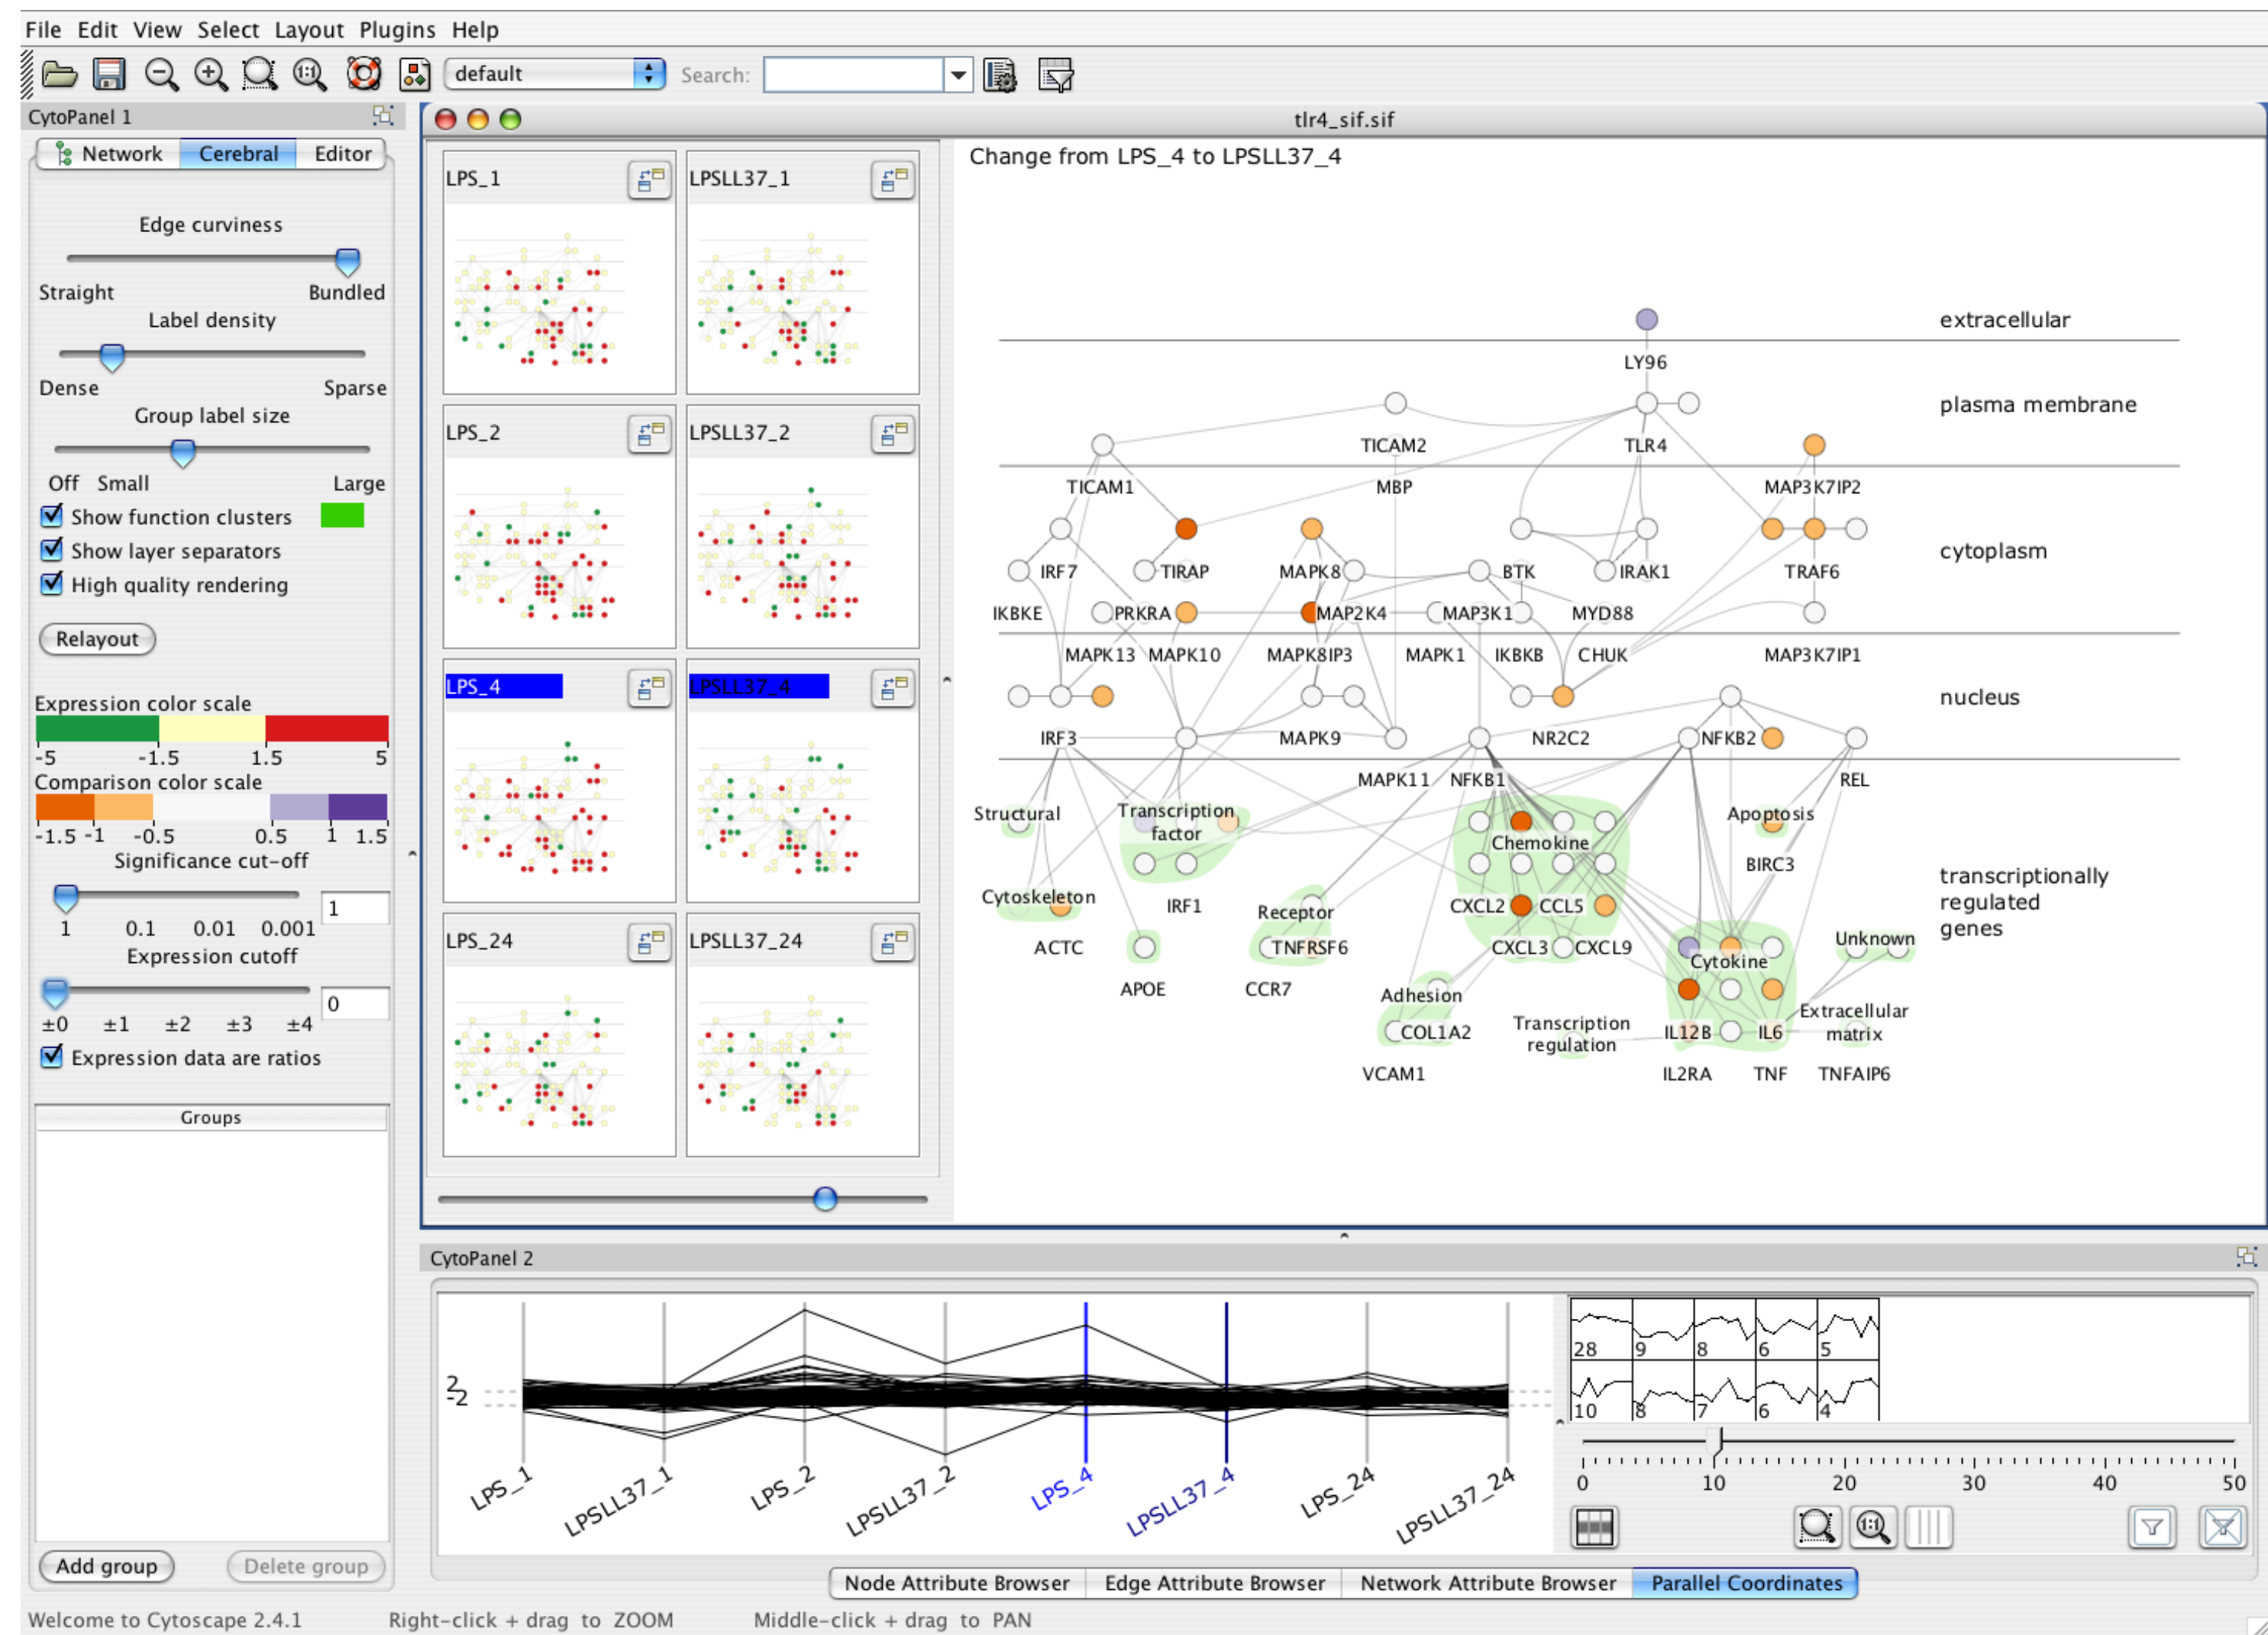 File Edit View Select Layout Plugins Help
default
Search:
CytoPanel 1
Network Cerebral Editor
Edge curviness
Straight Bundled
Label density
Dense Sparse
Group label size
Off Small Large
Show function clusters
Show layer separators
High quality rendering
Relayout
Expression color scale
-5 -1.5 1.5 5
Comparison color scale
-1.5 -1 -0.5 0.5 1 1.5
Significance cut-off
1
1 0.1 0.01 0.001
Expression cutoff
0
±0 ±1 ±2 ±3 ±4
Expression data are ratios
Groups
Add group Delete group
tlr4_sif.sif
LPS_1 LPSLL37_1
LPS_2 LPSLL37_2
LPS_4 LPSLL37_4
LPS_24 LPSLL37_24
Change from LPS_4 to LPSLL37_4
extracellular
LY96
plasma membrane
TICAM2 TLR4
TICAM1 MBP MAP3K7IP2
cytoplasm
IRF7 TIRAP MAPK8 BTK IRAK1 TRAF6
IKBKE PRKRA MAP2K4 MAP3K1 MYD88
MAPK13 MAPK10 MAPK8IP3 MAPK1 IKBKB CHUK MAP3K7IP1
nucleus
IRF3 MAPK9 NR2C2 NFKB2
MAPK11 NFKB1 REL
Structural Transcription factor Apoptosis
Chemokine
BIRC3
transcriptionally
regulated
genes
Cytoskeleton IRF1 Receptor CXCL2 CCL5
ACTC TNFRSF6 CXCL3 CXCL9 Unknown
Cytokine
APOE CCR7 Adhesion
Extracellular matrix
COL1A2 Transcription regulation IL12B IL6
VCAM1 IL2RA TNF TNFAIP6
CytoPanel 2
2
-2
LPS_1 LPSLL37_1 LPS_2 LPSLL37_2 LPS_4 LPSLL37_4 LPS_24 LPSLL37_24
28 9 8 6 5
10 8 7 6 4
0 10 20 30 40 50
1:1
Node Attribute Browser Edge Attribute Browser Network Attribute Browser Parallel Coordinates
Welcome to Cytoscape 2.4.1 Right-click + drag to ZOOM Middle-click + drag to PAN